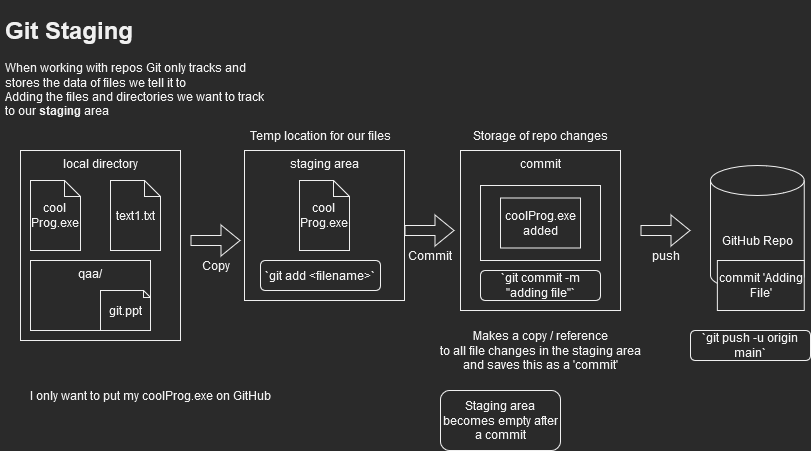 Git Staging
When working with repos Git only tracks and
stores the data of files we tell it to
Adding the files and directories we want to track
to our staging area
Temp location for our files
Storage of repo changes
local directory
cool
Prog.exe
text1.txt
qaa/
git.ppt
Copy
staging area
cool
Prog.exe
`git add <filename>`
Commit
commit
coolProg.exe
added
`git commit -m
"adding file"`
push
GitHub Repo
commit 'Adding
File'
`git push -u origin
main`
Makes a copy / reference
to all file changes in the staging area
and saves this as a 'commit'
I only want to put my coolProg.exe on GitHub
Staging area
becomes empty after
a commit